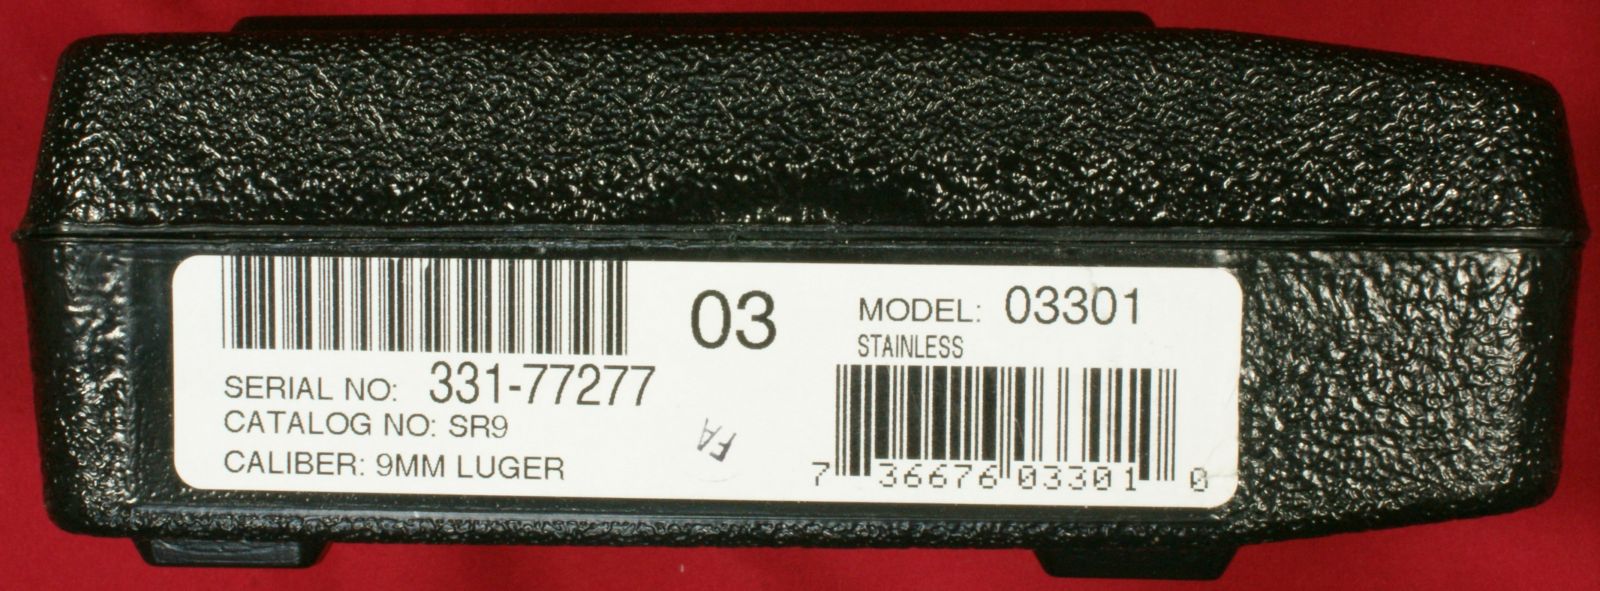 03
MODEL: 03301
STAINLESS
SERIAL NO: 331-77277
CATALOG NO: SR9
CALIBER: 9MM LUGER
FA
7 36676 03301 0